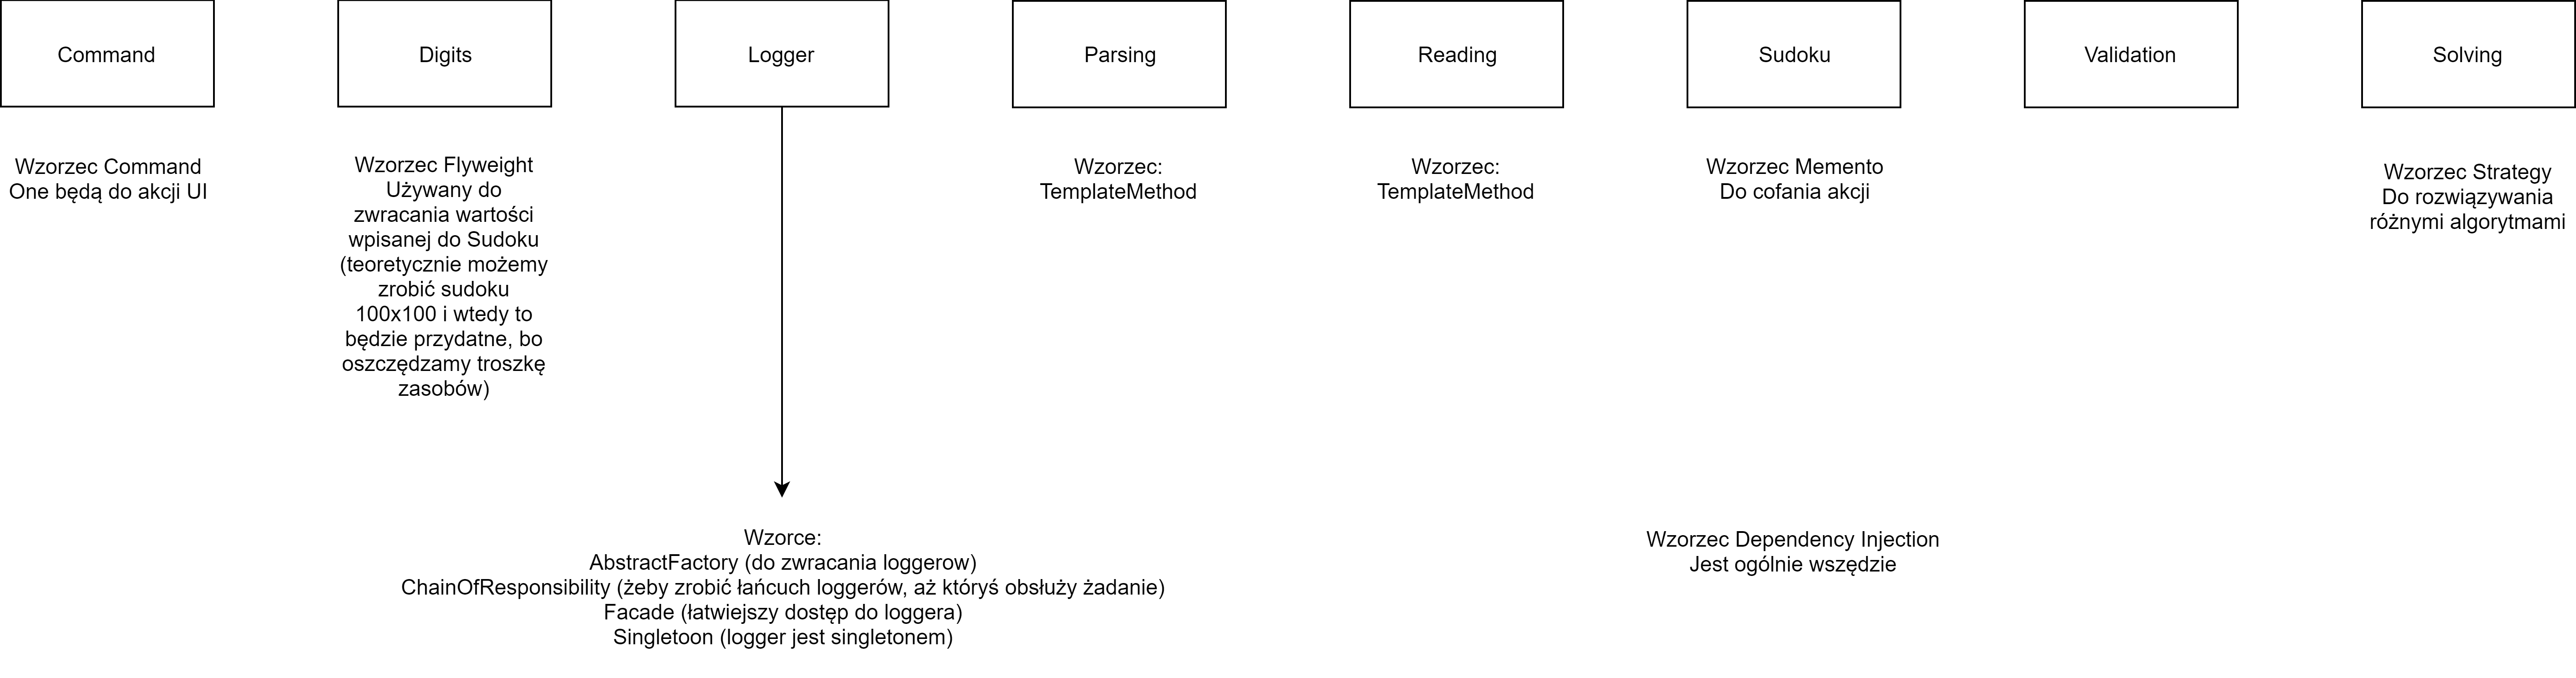 Command
Digits
Logger
Parsing
Reading
Sudoku
Validation
Solving
Wzorzec Command
One będą do akcji UI
Wzorzec Flyweight
Używany do
zwracania wartości
wpisanej do Sudoku
(teoretycznie możemy
zrobić sudoku
100x100 i wtedy to
będzie przydatne, bo
oszczędzamy troszkę
zasobów)
Wzorzec:
TemplateMethod
Wzorzec:
TemplateMethod
Wzorzec Memento
Do cofania akcji
Wzorzec Strategy
Do rozwiązywania
różnymi algorytmami
Wzorce:
AbstractFactory (do zwracania loggerow)
ChainOfResponsibility (żeby zrobić łańcuch loggerów, aż któryś obsłuży żadanie)
Facade (łatwiejszy dostęp do loggera)
Singletoon (logger jest singletonem)
Wzorzec Dependency Injection
Jest ogólnie wszędzie